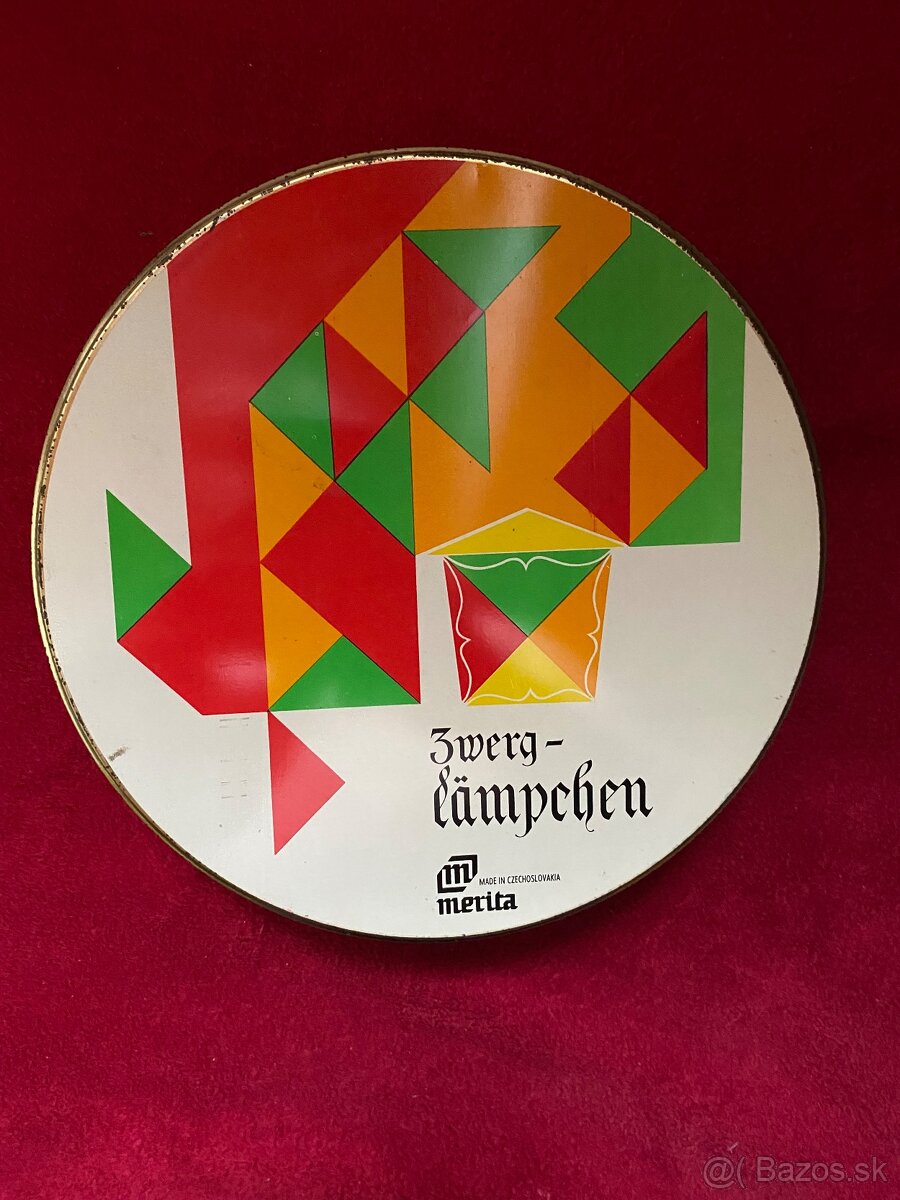 Zwerg-
lämpchen
m
MADE IN CZECHOSLOVAKIA
merita
@( Bazos.sk